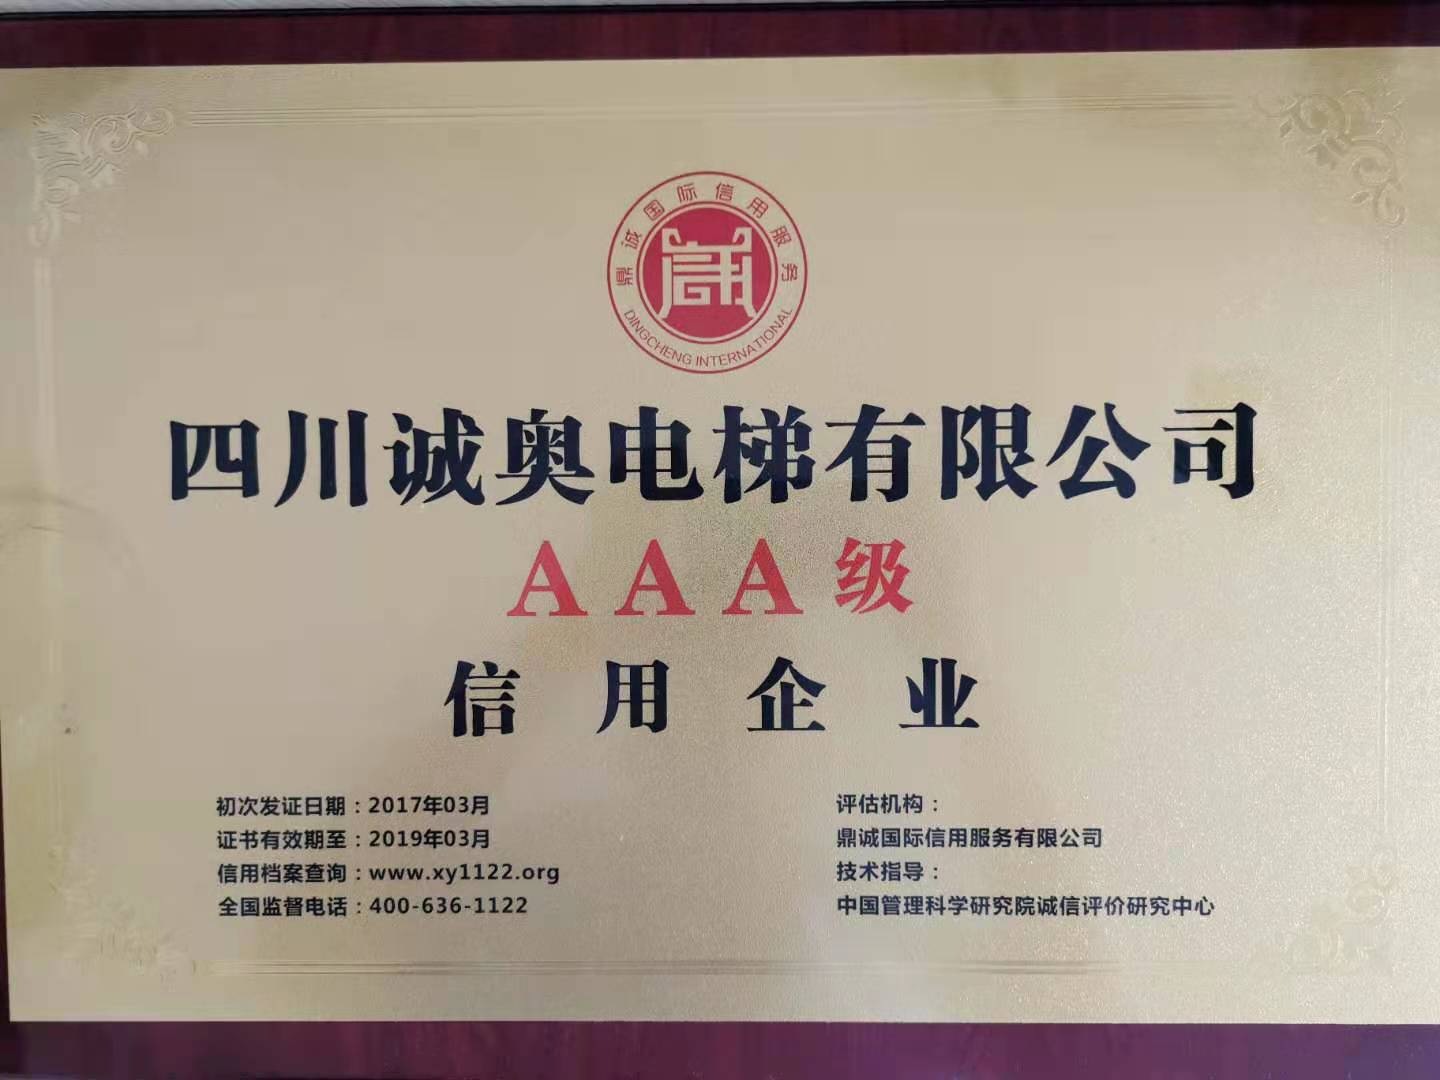 鼎诚国际信用服务
DINGCHENG INTERNATIONAL
四川诚奥电梯有限公司
AAA级
信用企业
初次发证日期：2017年03月
证书有效期至：2019年03月
信用档案查询：www.xy1122.org
全国监督电话：400-636-1122
评估机构：
鼎诚国际信用服务有限公司
技术指导：
中国管理科学研究院诚信评价研究中心